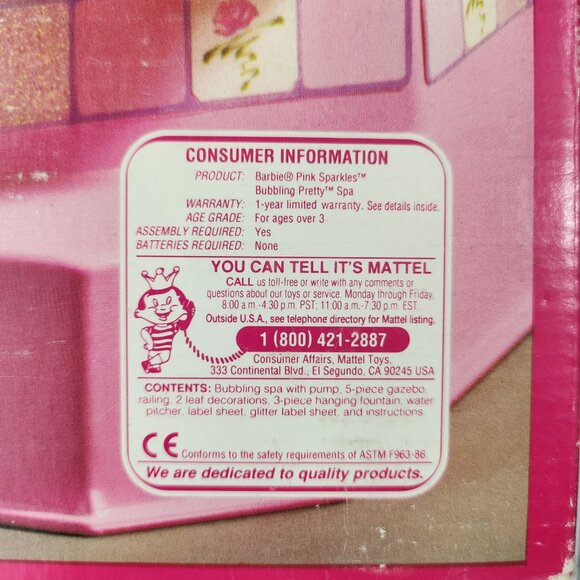 CONSUMER INFORMATION
PRODUCT: Barbie® Pink Sparkles™
Bubbling Pretty™ Spa
WARRANTY: 1-year limited warranty. See details inside.
AGE GRADE: For ages over 3
ASSEMBLY REQUIRED: Yes
BATTERIES REQUIRED: None
YOU CAN TELL IT'S MATTEL
CALL us toll-free or write with any comments or
questions about our toys or service. Monday through Friday,
8:00 a.m.-4:30 p.m. PST; 11:00 a.m.-7:30 p.m. EST.
Outside U.S.A., see telephone directory for Mattel listing.
1 (800) 421-2887
Consumer Affairs, Mattel Toys,
333 Continental Blvd., El Segundo, CA 90245 USA
CONTENTS: Bubbling spa with pump, 5-piece gazebo,
railing, 2 leaf decorations, 3-piece hanging fountain, water
pitcher, label sheet, glitter label sheet, and instructions.
CE Conforms to the safety requirements of ASTM F963-86.
We are dedicated to quality products.